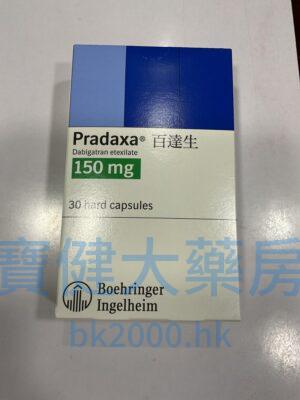 Pradaxa® 百達生
Dabigatran etexilate
150 mg
30 hard capsules
寶健大藥房
Boehringer
Ingelheim
bk2000.hk